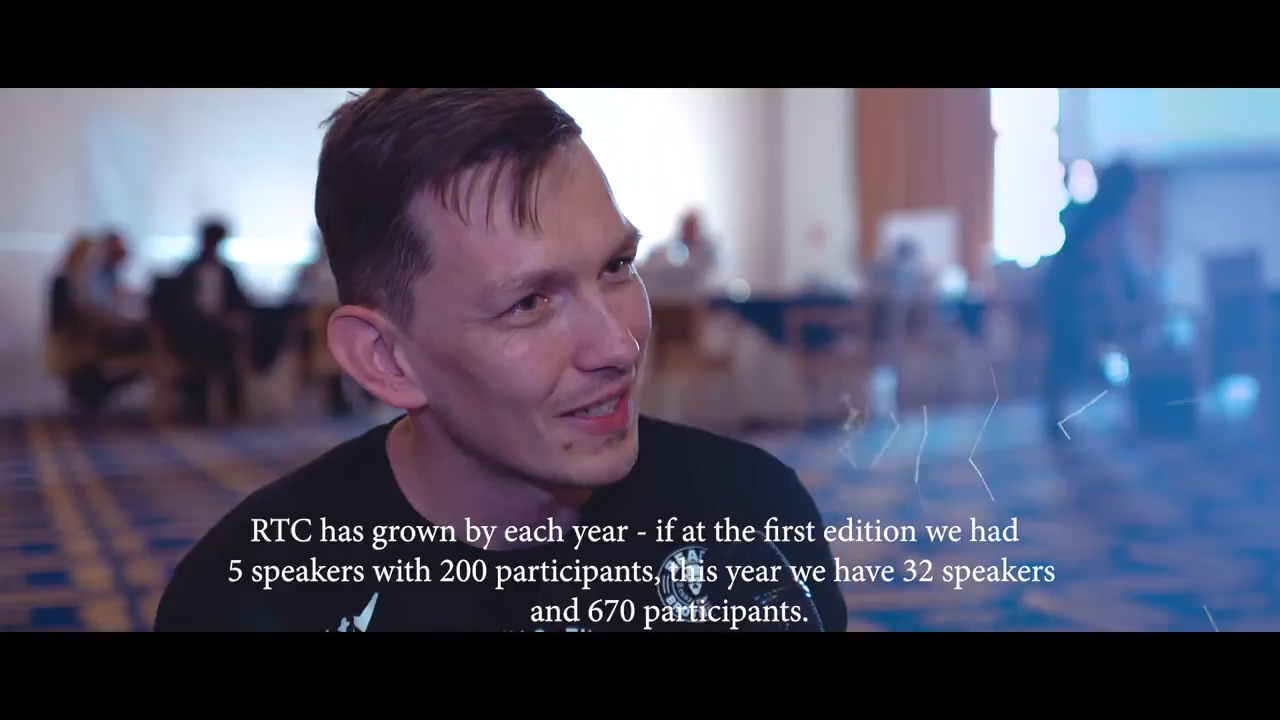 RTC has grown by each year - if at the first edition we had
5 speakers with 200 participants, this year we have 32 speakers
and 670 participants.